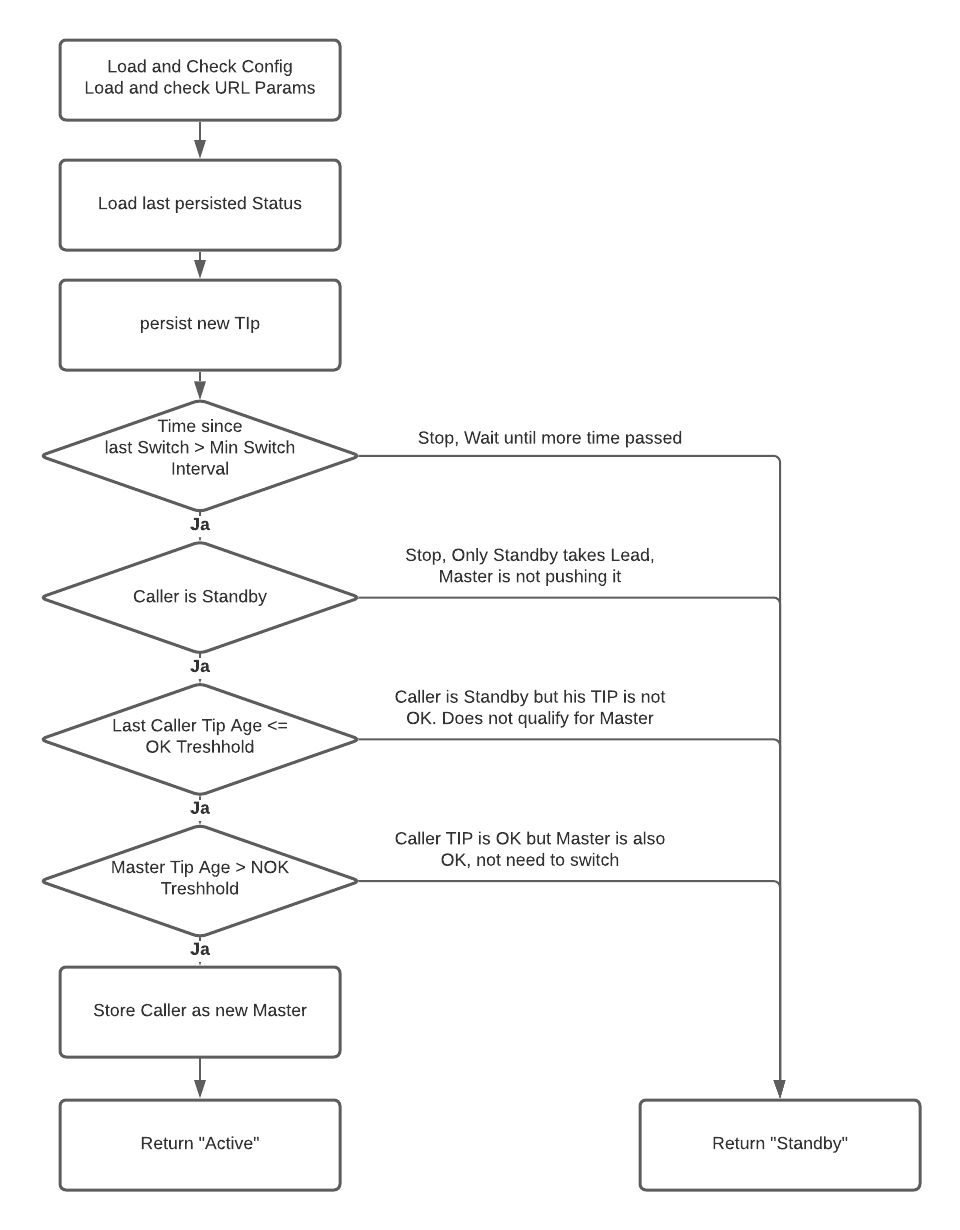 Load and Check Config
Load and check URL Params
Load last persisted Status
persist new TIp
Time since
last Switch > Min Switch
Interval
Stop, Wait until more time passed
Ja
Stop, Only Standby takes Lead,
Master is not pushing it
Caller is Standby
Ja
Caller is Standby but his TIP is not
OK. Does not qualify for Master
Last Caller Tip Age <=
OK Treshhold
Ja
Caller TIP is OK but Master is also
OK, not need to switch
Master Tip Age > NOK
Treshhold
Ja
Store Caller as new Master
Return "Active"
Return "Standby"